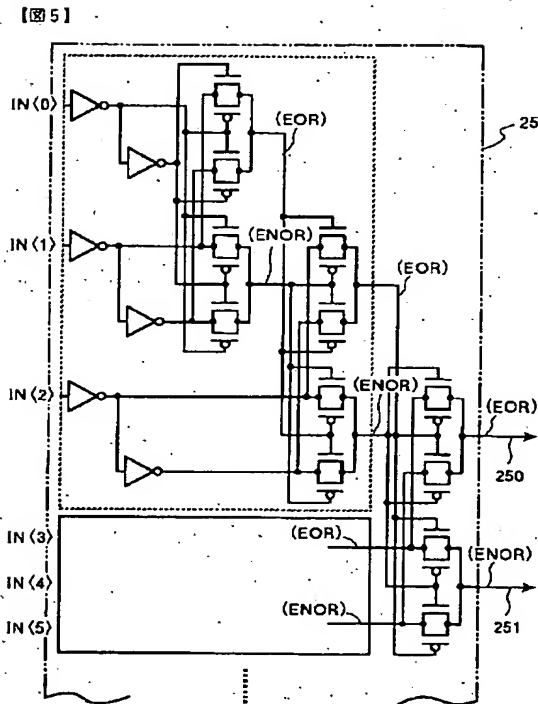 【図5】
IN⟨0⟩
(EOR)
25
IN⟨1⟩
(ENOR)
(EOR)
IN⟨2⟩
(ENOR)
(EOR)
250
IN⟨3⟩
(EOR)
(ENOR)
IN⟨4⟩
(ENOR)
251
IN⟨5⟩